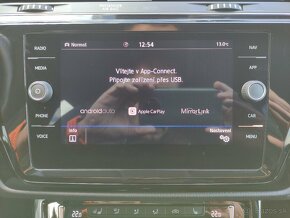 RADIO
MEDIA
PHONE
VOICE
Normal
12:54
13.0°C
NAV
APP
CAR
MENU
Vítejte v App-Connect.
Připojte zařízení přes USB.
androidauto
Apple CarPlay
MirrorLink
Info
Nastavení